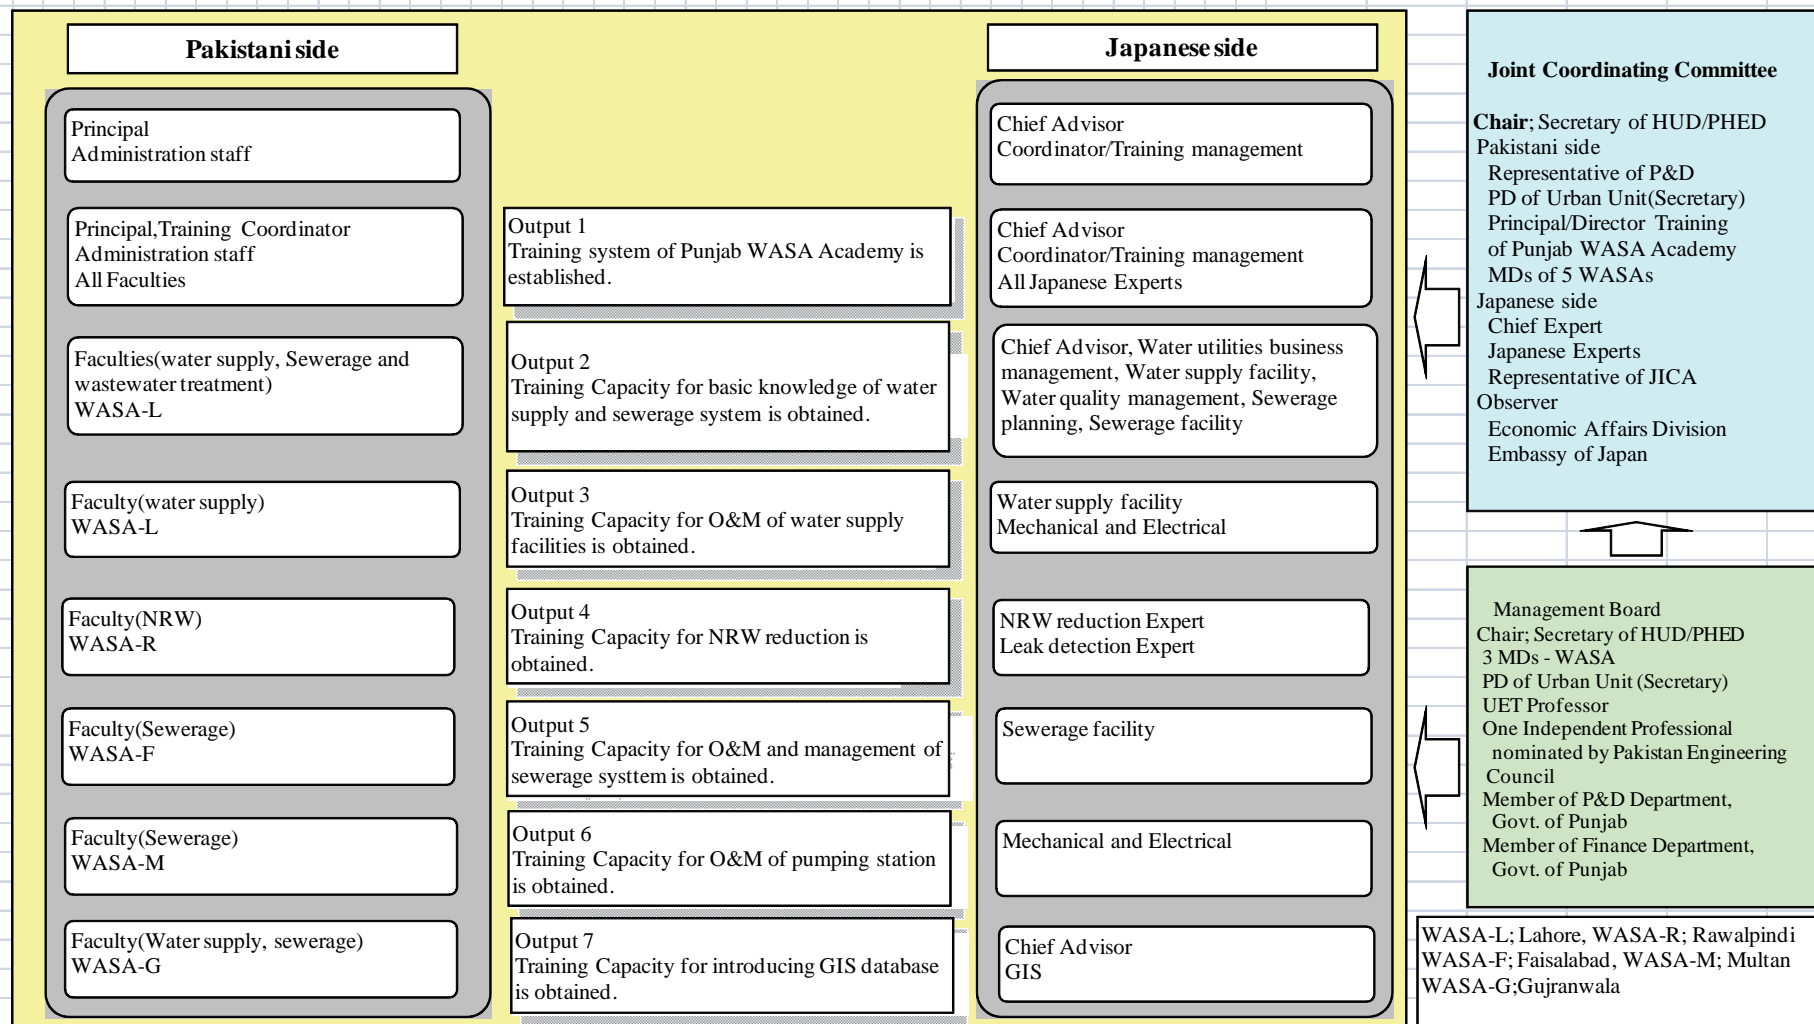 Pakistani side
Principal
Administration staff
Principal,Training Coordinator
Administration staff
All Faculties
Faculties(water supply, Sewerage and
wastewater treatment)
WASA-L
Faculty(water supply)
WASA-L
Faculty(NRW)
WASA-R
Faculty(Sewerage)
WASA-F
Faculty(Sewerage)
WASA-M
Faculty(Water supply, sewerage)
WASA-G
Output 1
Training system of Punjab WASA Academy is
established.
Output 2
Training Capacity for basic knowledge of water
supply and sewerage system is obtained.
Output 3
Training Capacity for O&M of water supply
facilities is obtained.
Output 4
Training Capacity for NRW reduction is
obtained.
Output 5
Training Capacity for O&M and management of
sewerage systtem is obtained.
Output 6
Training Capacity for O&M of pumping station
is obtained.
Output 7
Training Capacity for introducing GIS database
is obtained.
Japanese side
Chief Advisor
Coordinator/Training management
Chief Advisor
Coordinator/Training management
All Japanese Experts
Chief Advisor, Water utilities business
management, Water supply facility,
Water quality management, Sewerage
planning, Sewerage facility
Water supply facility
Mechanical and Electrical
NRW reduction Expert
Leak detection Expert
Sewerage facility
Mechanical and Electrical
Chief Advisor
GIS
Joint Coordinating Committee
Chair; Secretary of HUD/PHED
Pakistani side
Representative of P&D
PD of Urban Unit(Secretary)
Principal/Director Training
of Punjab WASA Academy
MDs of 5 WASAs
Japanese side
Chief Expert
Japanese Experts
Representative of JICA
Observer
Economic Affairs Division
Embassy of Japan
Management Board
Chair; Secretary of HUD/PHED
3 MDs - WASA
PD of Urban Unit (Secretary)
UET Professor
One Independent Professional
nominated by Pakistan Engineering
Council
Member of P&D Department,
Govt. of Punjab
Member of Finance Department,
Govt. of Punjab
WASA-L; Lahore, WASA-R; Rawalpindi
WASA-F; Faisalabad, WASA-M; Multan
WASA-G;Gujranwala